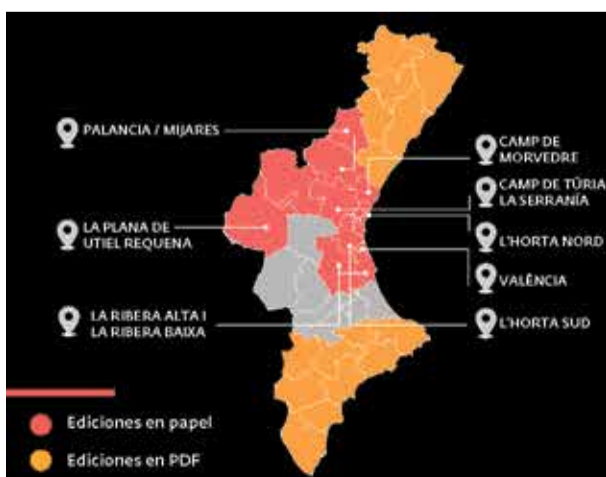 PALANCIA / MIJARES
LA PLANA DE
UTIEL REQUENA
LA RIBERA ALTA I
LA RIBERA BAIXA
CAMP DE
MORVEDRE
CAMP DE TÚRIA
LA SERRANÍA
L'HORTA NORD
VALÈNCIA
L'HORTA SUD
Ediciones en papel
Ediciones en PDF